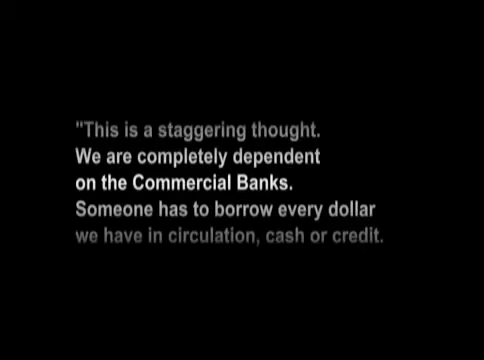 "This is a staggering thought.
We are completely dependent
on the Commercial Banks.
Someone has to borrow every dollar
we have in circulation, cash or credit.